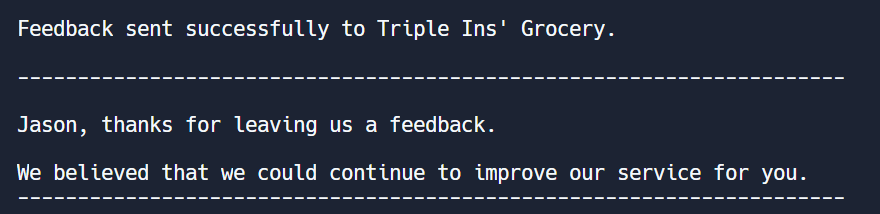 Feedback sent successfully to Triple Ins' Grocery.
---------------------------------------------------------------------
Jason, thanks for leaving us a feedback.
We believed that we could continue to improve our service for you.
---------------------------------------------------------------------